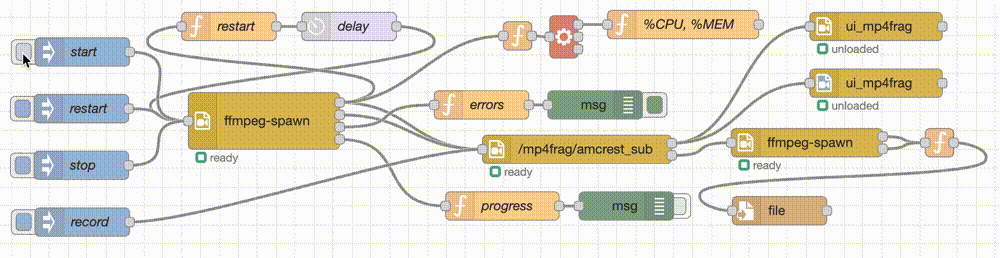 restart
delay
%CPU, %MEM
ui_mp4frag
unloaded
start
restart
ffmpeg-spawn
ready
errors
msg
ui_mp4frag
unloaded
stop
/mp4frag/amcrest_sub
ready
ffmpeg-spawn
ready
record
progress
msg
file